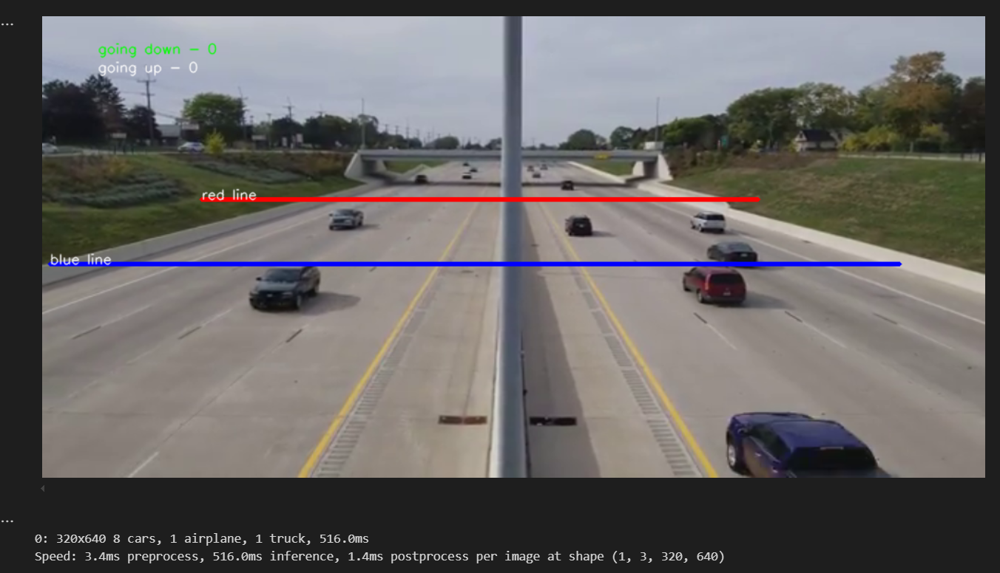 ...
going down - 0
going up - 0
red line
blue line
...
0: 320x640 8 cars, 1 airplane, 1 truck, 516.0ms
Speed: 3.4ms preprocess, 516.0ms inference, 1.4ms postprocess per image at shape (1, 3, 320, 640)